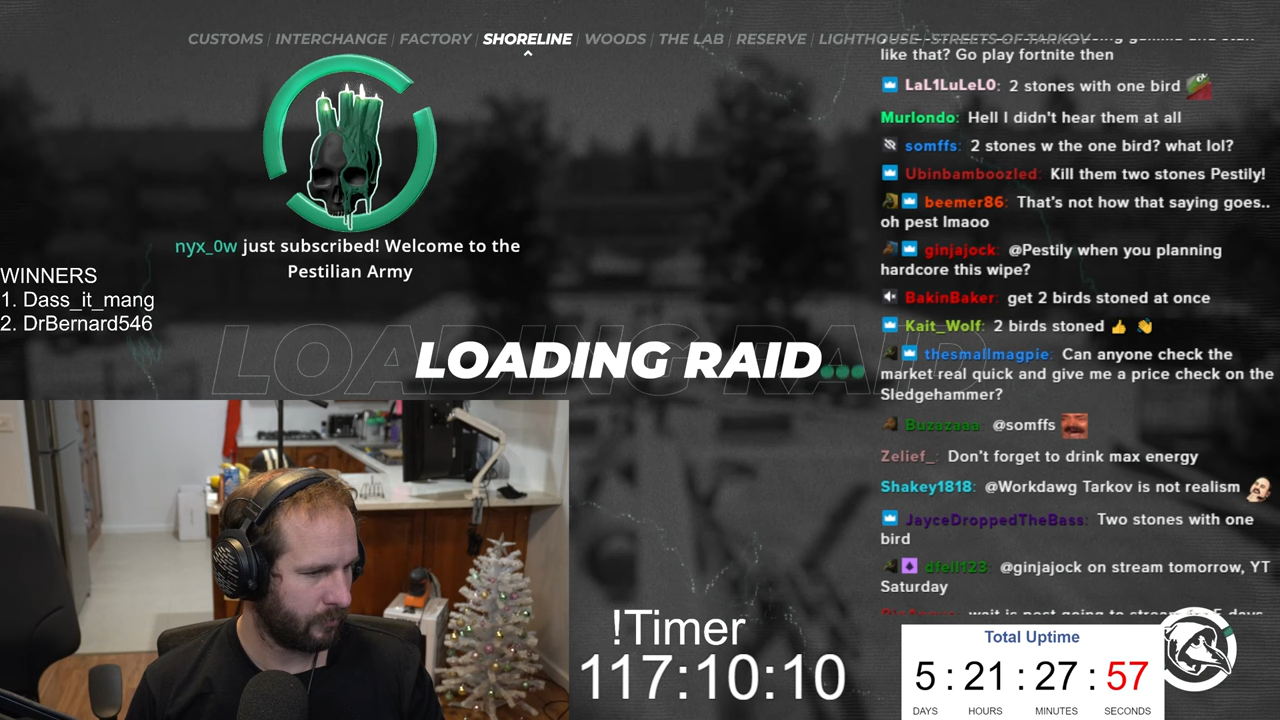 CUSTOMS | INTERCHANGE | FACTORY | SHORELINE | WOODS | THE LAB | RESERVE | LIGHTHOUSE | STREETS OF TARKOV
like that? Go play fortnite then
LaL1LuLeL0: 2 stones with one bird
Murlondo: Hell I didn't hear them at all
somffs: 2 stones w the one bird? what lol?
Ubinbamboozled: Kill them two stones Pestily!
beemer86: That's not how that saying goes..
oh pest lmaoo
ginjajock: @Pestily when you planning
hardcore this wipe?
BakinBaker: get 2 birds stoned at once
Kait_Wolf: 2 birds stoned
thesmallmagpie: Can anyone check the
market real quick and give me a price check on the
Sledgehammer?
Buzazaaa: @somffs
Zelief_: Don't forget to drink max energy
Shakey1818: @Workdawg Tarkov is not realism
JayceDroppedTheBass: Two stones with one
bird
dfell123: @ginjajock on stream tomorrow, YT
Saturday
nyx_0w just subscribed! Welcome to the
Pestilian Army
WINNERS
1. Dass_it_mang
2. DrBernard546
LOADING RAID
LOADING RAID...
!Timer
117:10:10
Total Uptime
5 : 21 : 27 : 57
DAYS HOURS MINUTES SECONDS